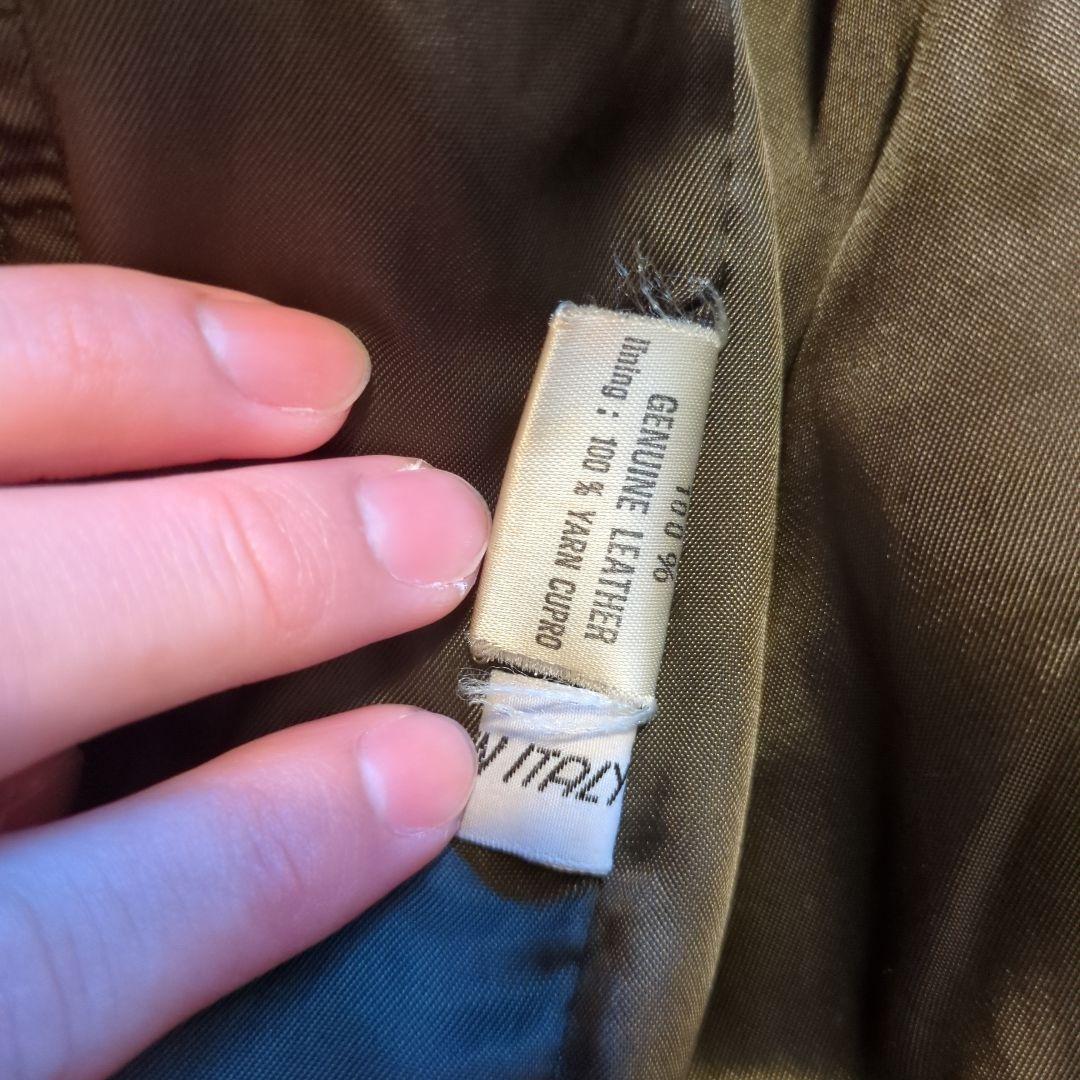 100%
GENUINE LEATHER
lining : 100 % YARN CUPRO
N ITALY